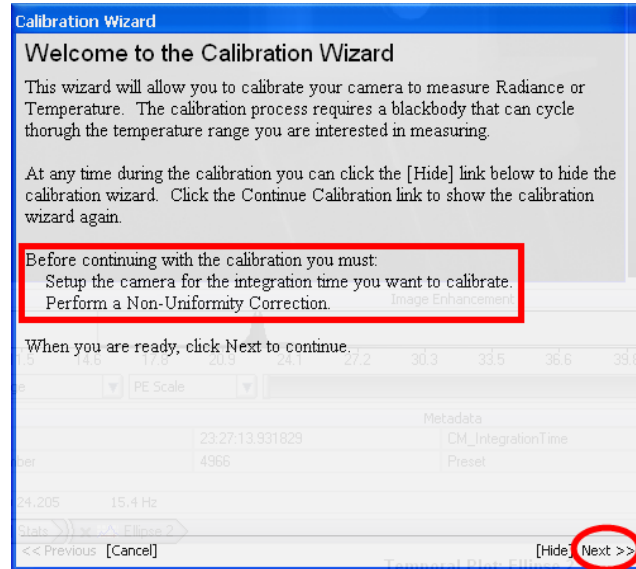 Calibration Wizard
Welcome to the Calibration Wizard
This wizard will allow you to calibrate your camera to measure Radiance or
Temperature. The calibration process requires a blackbody that can cycle
thorugh the temperature range you are interested in measuring.
At any time during the calibration you can click the [Hide] link below to hide the
calibration wizard. Click the Continue Calibration link to show the calibration
wizard again.
Before continuing with the calibration you must:
Setup the camera for the integration time you want to calibrate.
Perform a Non-Uniformity Correction.
Image Enhancement
When you are ready, click Next to continue.
14.6 17.8 20.9 24.1 27.2 30.3 33.5 36.6 39.8
PE Scale
Metadata
23:27:13.931829 CM_IntegrationTime
4966 Preset
24.205 15.4 Hz
Stats Ellipse 2
<< Previous [Cancel] [Hide] Next >>
Temporal Plot: Ellipse 2